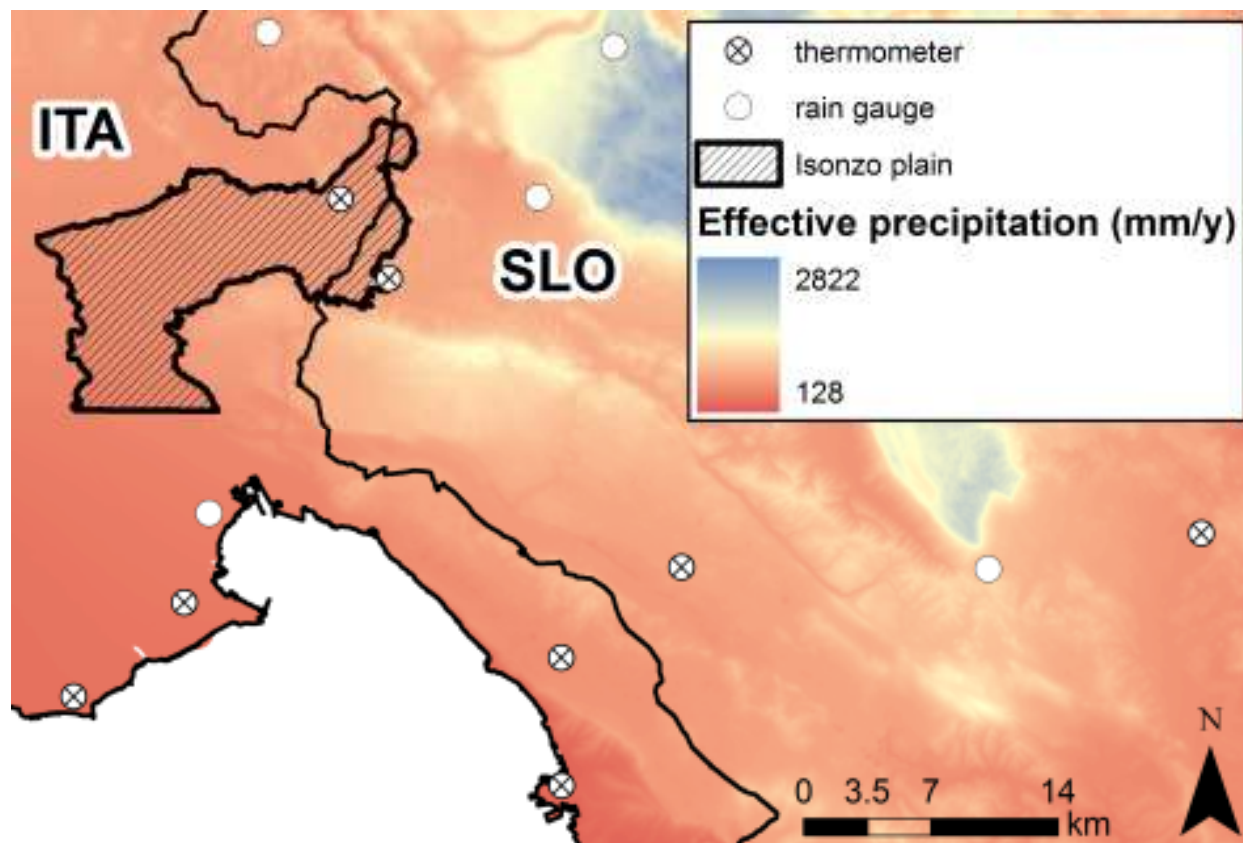 ITA
SLO
thermometer
rain gauge
Isonzo plain
Effective precipitation (mm/y)
2822
128
N
0 3.5 7 14
km